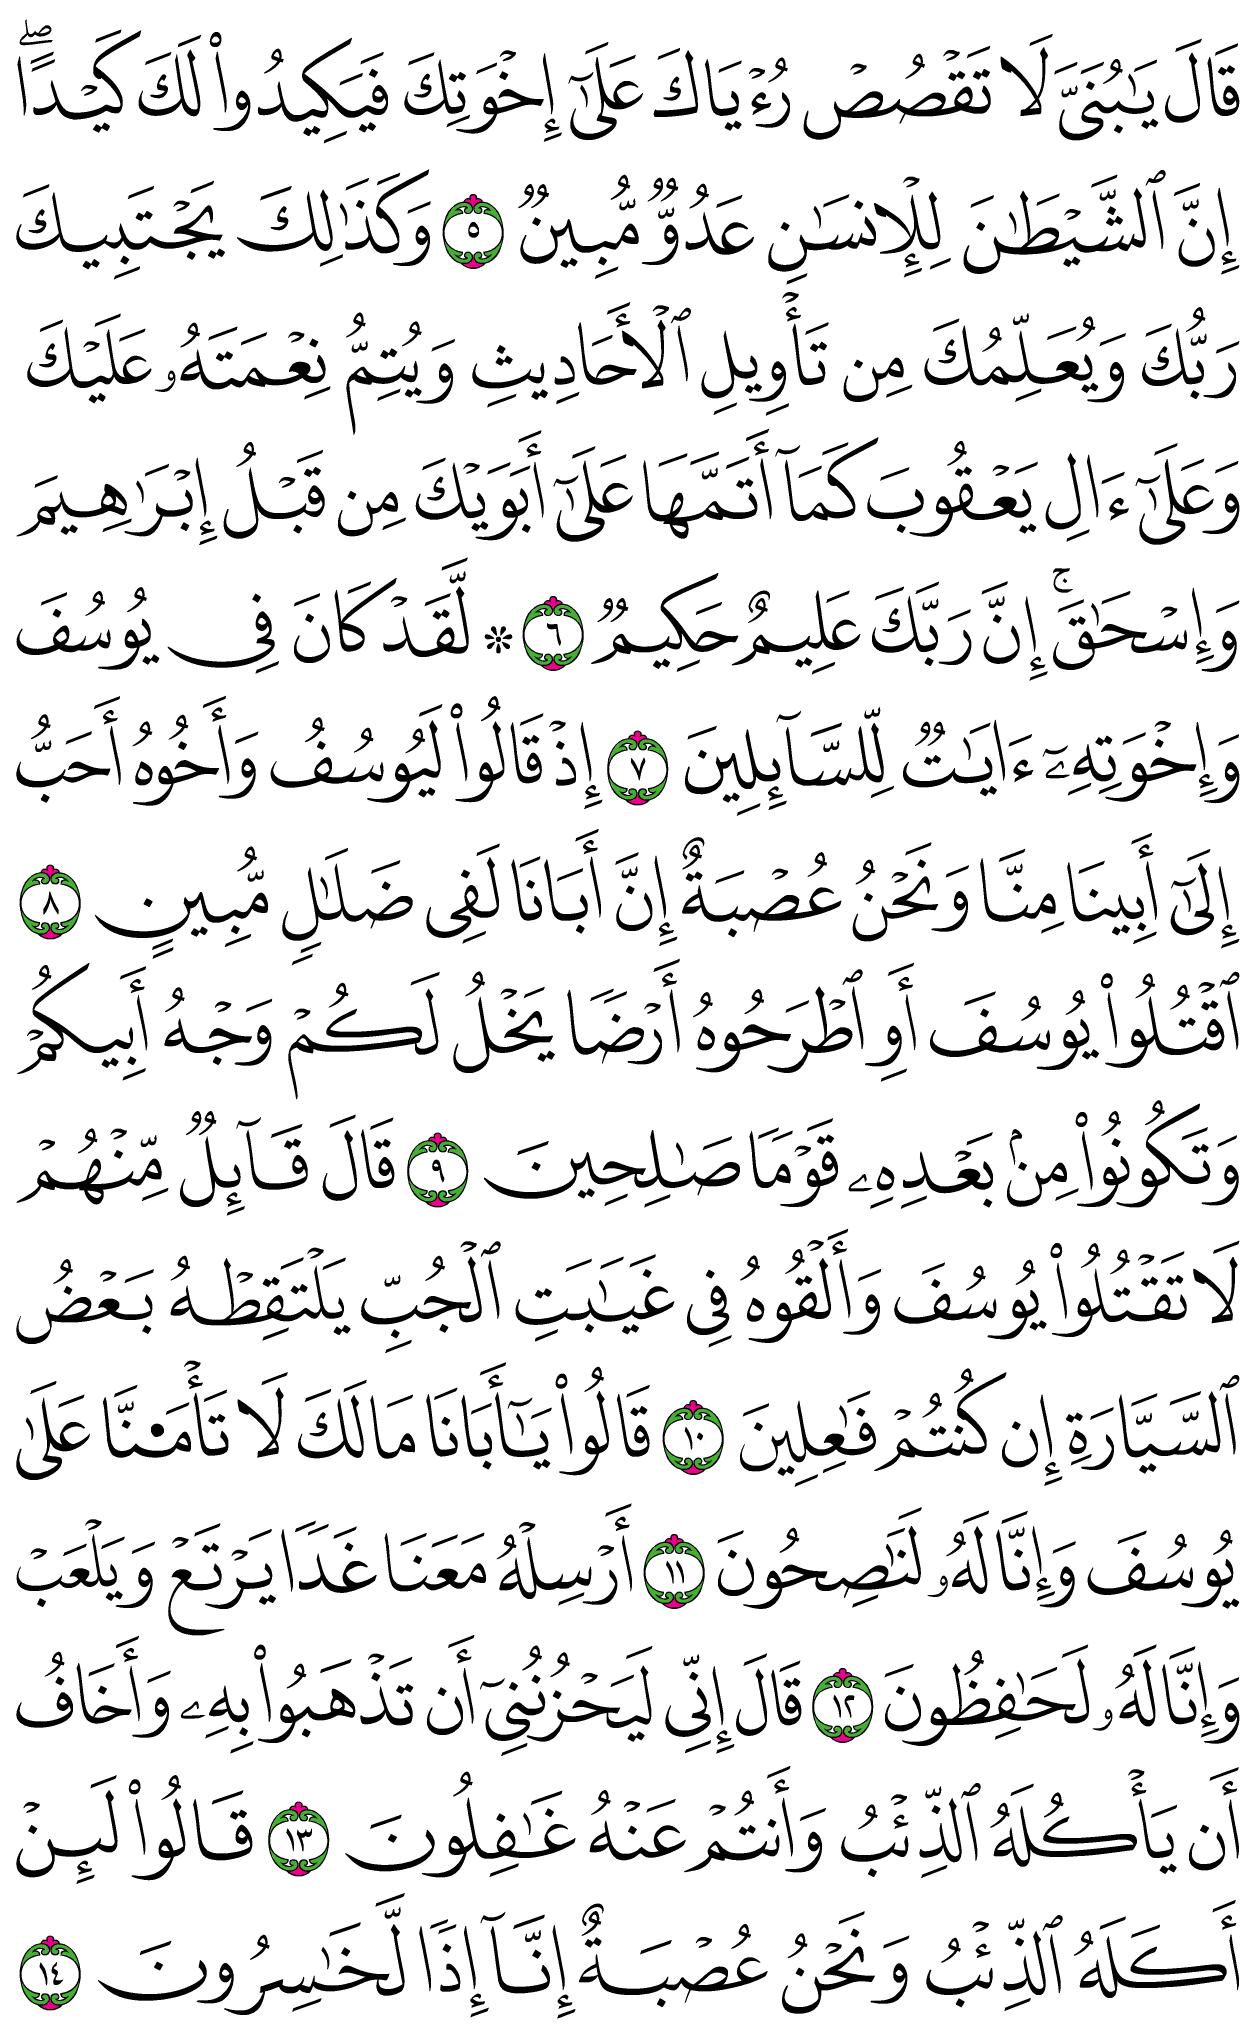 قَالَ يَٰبُنَيَّ لَا تَقۡصُصۡ رُءۡيَاكَ عَلَىٰٓ إِخۡوَتِكَ فَيَكِيدُواْ لَكَ كَيۡدًاۖ
إِنَّ ٱلشَّيۡطَٰنَ لِلۡإِنسَٰنِ عَدُوّٞ مُّبِينٞ ٥ وَكَذَٰلِكَ يَجۡتَبِيكَ
رَبُّكَ وَيُعَلِّمُكَ مِن تَأۡوِيلِ ٱلۡأَحَادِيثِ وَيُتِمُّ نِعۡمَتَهُۥ عَلَيۡكَ
وَعَلَىٰٓ ءَالِ يَعۡقُوبَ كَمَآ أَتَمَّهَا عَلَىٰٓ أَبَوَيۡكَ مِن قَبۡلُ إِبۡرَٰهِيمَ
وَإِسۡحَٰقَۚ إِنَّ رَبَّكَ عَلِيمٌ حَكِيمٞ ٦ ۞ لَّقَدۡ كَانَ فِي يُوسُفَ
وَإِخۡوَتِهِۦٓ ءَايَٰتٞ لِّلسَّآئِلِينَ ٧ إِذۡ قَالُواْ لَيُوسُفُ وَأَخُوهُ أَحَبُّ
إِلَىٰٓ أَبِينَا مِنَّا وَنَحۡنُ عُصۡبَةٌ إِنَّ أَبَانَا لَفِي ضَلَٰلٖ مُّبِينٍ ٨
ٱقۡتُلُواْ يُوسُفَ أَوِ ٱطۡرَحُوهُ أَرۡضٗا يَخۡلُ لَكُمۡ وَجۡهُ أَبِيكُمۡ
وَتَكُونُواْ مِنۢ بَعۡدِهِۦ قَوۡمٗا صَٰلِحِينَ ٩ قَالَ قَآئِلٞ مِّنۡهُمۡ
لَا تَقۡتُلُواْ يُوسُفَ وَأَلۡقُوهُ فِي غَيَٰبَتِ ٱلۡجُبِّ يَلۡتَقِطۡهُ بَعۡضُ
ٱلسَّيَّارَةِ إِن كُنتُمۡ فَٰعِلِينَ ١٠ قَالُواْ يَٰٓأَبَانَا مَا لَكَ لَا تَأۡمَ۬نَّا عَلَىٰ
يُوسُفَ وَإِنَّا لَهُۥ لَنَٰصِحُونَ ١١ أَرۡسِلۡهُ مَعَنَا غَدٗا يَرۡتَعۡ وَيَلۡعَبۡ
وَإِنَّا لَهُۥ لَحَٰفِظُونَ ١٢ قَالَ إِنِّي لَيَحۡزُنُنِيٓ أَن تَذۡهَبُواْ بِهِۦ وَأَخَافُ
أَن يَأۡكُلَهُ ٱلذِّئۡبُ وَأَنتُمۡ عَنۡهُ غَٰفِلُونَ ١٣ قَالُواْ لَئِنۡ
أَكَلَهُ ٱلذِّئۡبُ وَنَحۡنُ عُصۡبَةٌ إِنَّآ إِذٗا لَّخَٰسِرُونَ ١٤